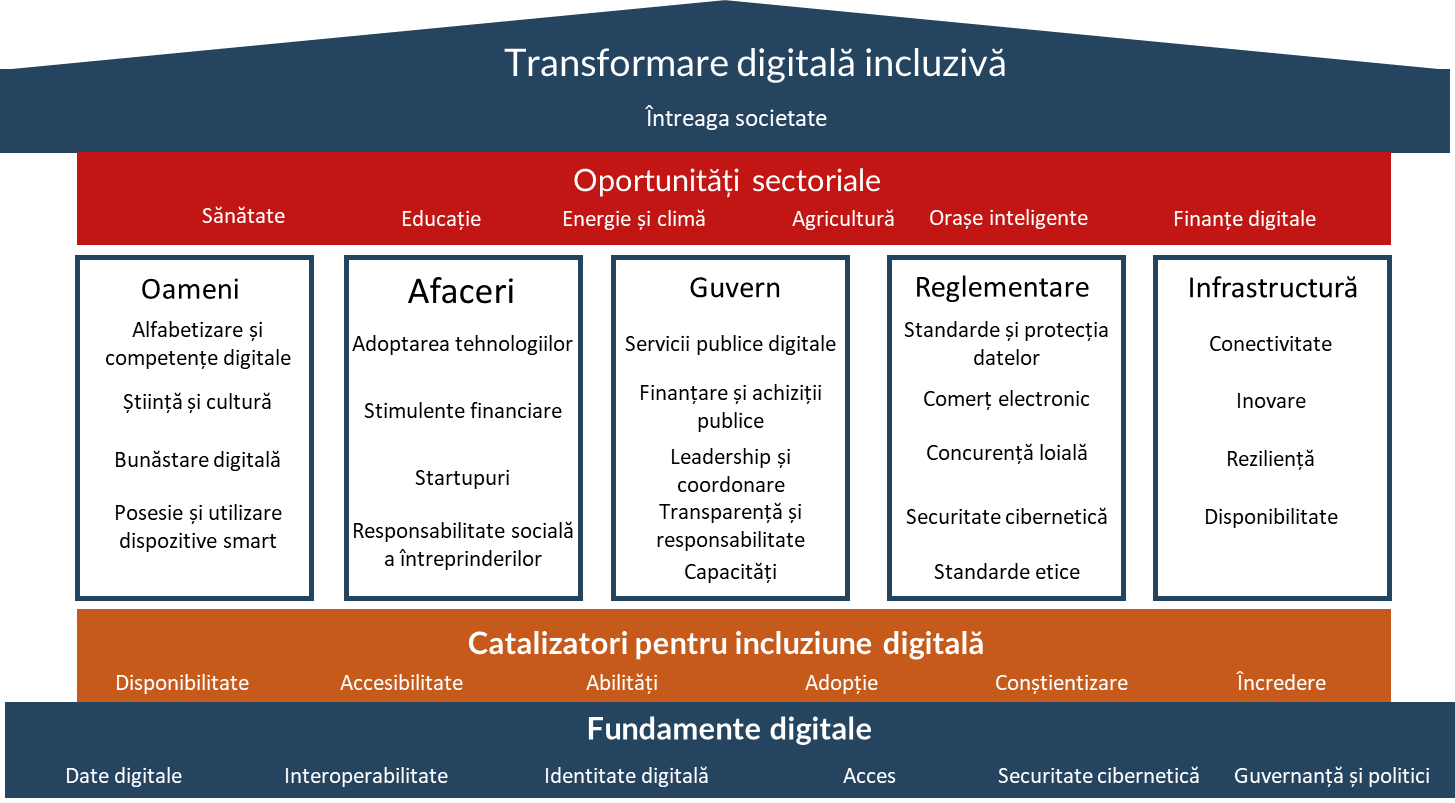 Transformare digitală incluzivă
Întreaga societate
Oportunități sectoriale
Sănătate
Educație
Energie și climă
Agricultură
Orașe inteligente
Finanțe digitale
Oameni
Alfabetizare și
competențe digitale
Știință și cultură
Bunăstare digitală
Posesie și utilizare
dispozitive smart
Afaceri
Adoptarea tehnologiilor
Stimulente financiare
Startupuri
Responsabilitate socială
a întreprinderilor
Guvern
Servicii publice digitale
Finanțare și achiziții
publice
Leadership și
coordonare
Transparență și
responsabilitate
Capacități
Reglementare
Standarde și protecția
datelor
Comerț electronic
Concurență loială
Securitate cibernetică
Standarde etice
Infrastructură
Conectivitate
Inovare
Reziliență
Disponibilitate
Catalizatori pentru incluziune digitală
Disponibilitate
Accesibilitate
Abilități
Adopție
Conștientizare
Încredere
Fundamente digitale
Date digitale
Interoperabilitate
Identitate digitală
Acces
Securitate cibernetică
Guvernanță și politici